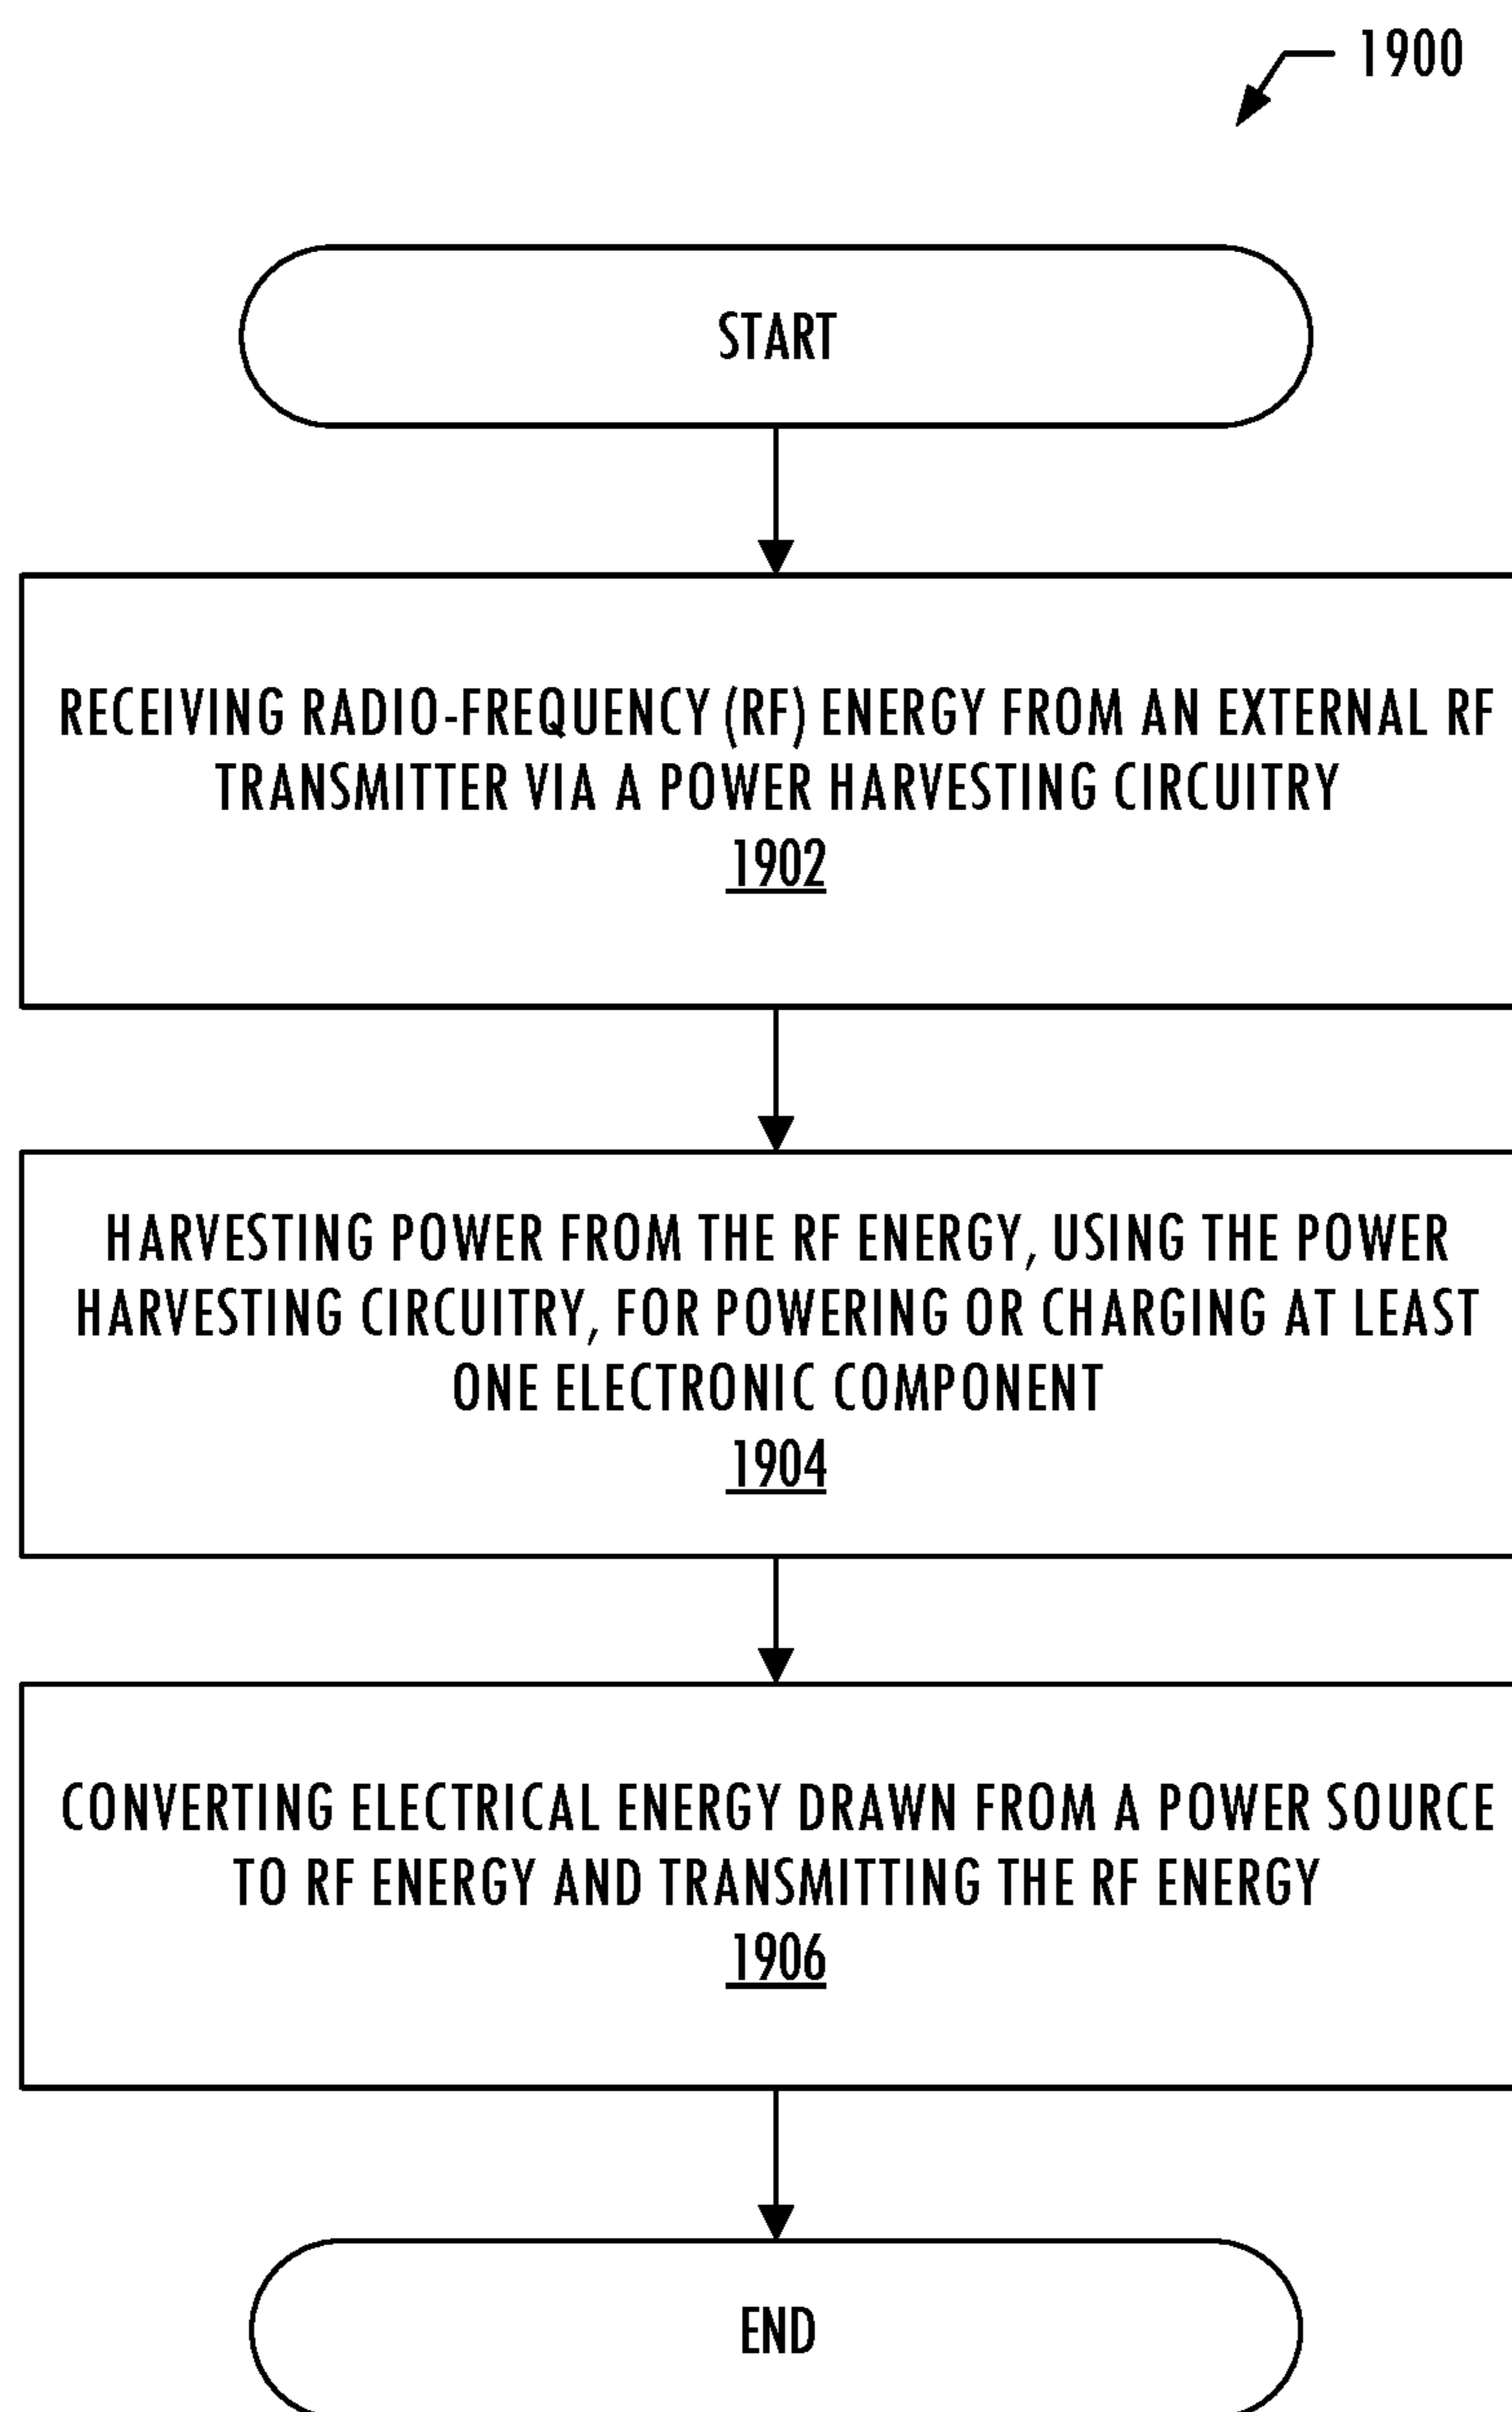 1900
START
RECEIVING RADIO-FREQUENCY (RF) ENERGY FROM AN EXTERNAL RF
TRANSMITTER VIA A POWER HARVESTING CIRCUITRY
1902
HARVESTING POWER FROM THE RF ENERGY, USING THE POWER
HARVESTING CIRCUITRY, FOR POWERING OR CHARGING AT LEAST
ONE ELECTRONIC COMPONENT
1904
CONVERTING ELECTRICAL ENERGY DRAWN FROM A POWER SOURCE
TO RF ENERGY AND TRANSMITTING THE RF ENERGY
1906
END